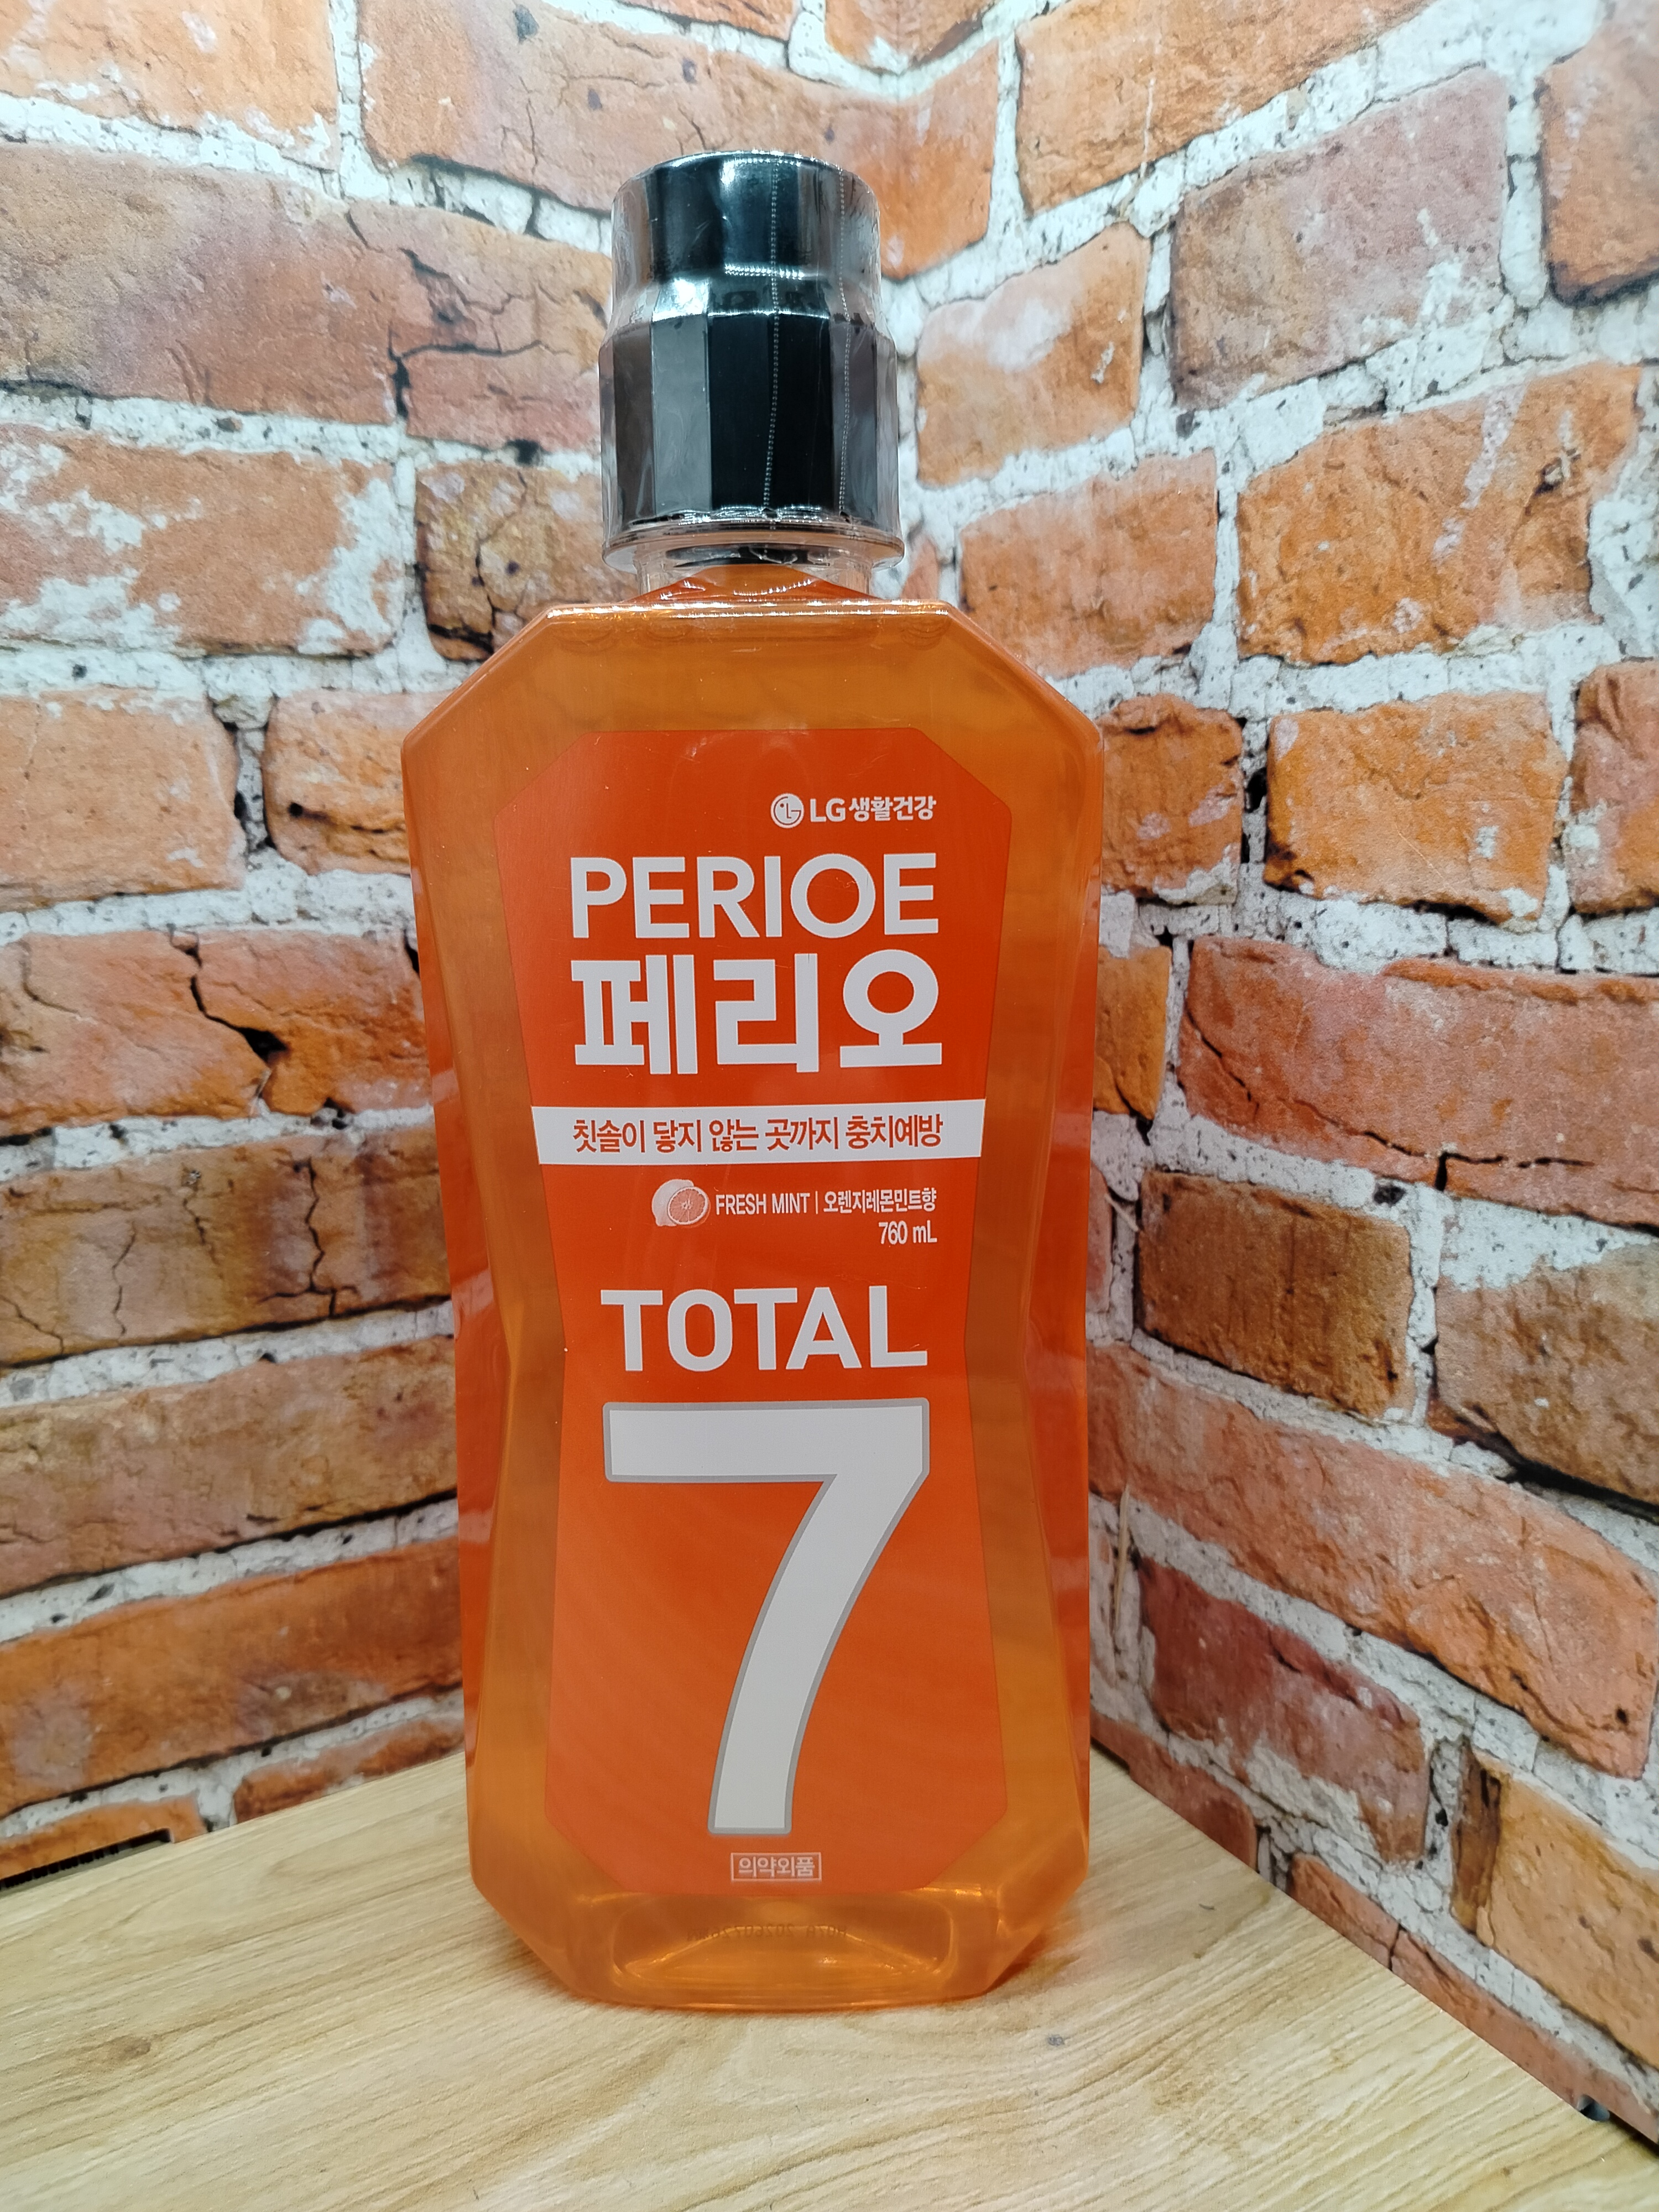 LG생활건강
PERIOE
페리오
칫솔이 닿지 않는 곳까지 충치예방
FRESH MINT | 오렌지레몬민트향
760 mL
TOTAL
7
의약외품